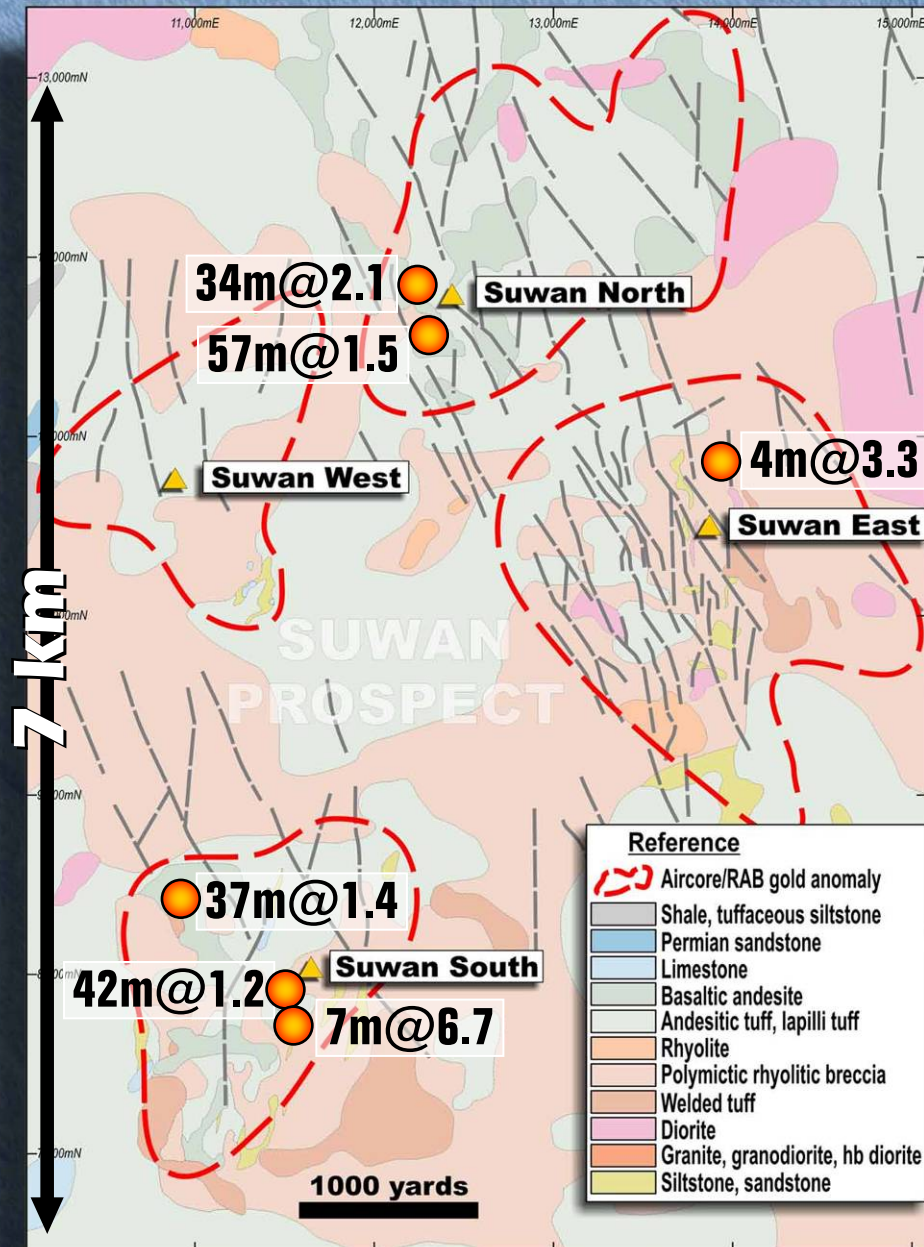 11,000mE
12,000mE
13,000mE
14,000mE
15,000mE
13,000mN
34m@2.1
Suwan North
57m@1.5
4m@3.3
Suwan West
Suwan East
7 km
SUWAN
PROSPECT
37m@1.4
Suwan South
42m@1.2
7m@6.7
1000 yards
Reference
Aircore/RAB gold anomaly
Shale, tuffaceous siltstone
Permian sandstone
Limestone
Basaltic andesite
Andesitic tuff, lapilli tuff
Rhyolite
Polymictic rhyolitic breccia
Welded tuff
Diorite
Granite, granodiorite, hb diorite
Siltstone, sandstone